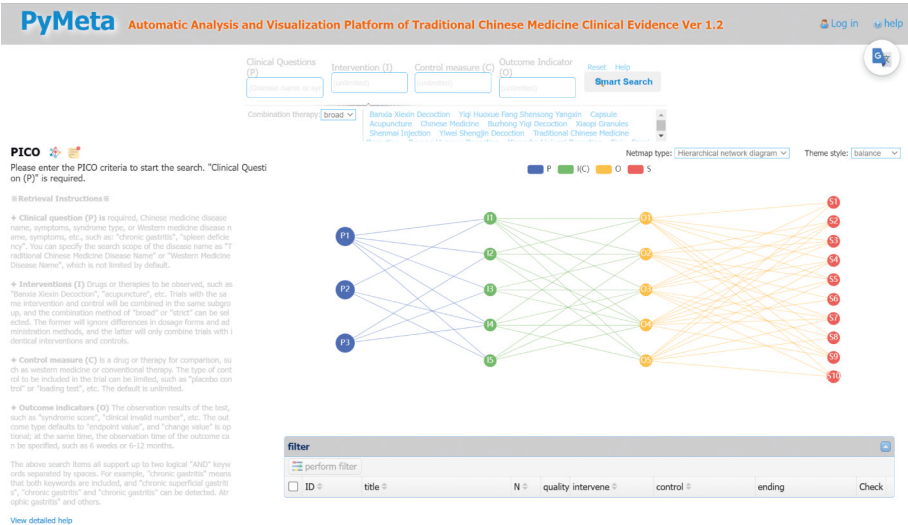 PyMeta Automatic Analysis and Visualization Platform of Traditional Chinese Medicine Clinical Evidence Ver 1.2 Log in help
Clinical Questions (P) Intervention (I) Control measure (C) Outcome Indicator (O) Reset Help
(unlimited) (unlimited) (unlimited) Smart Search
Combination therapy: broad
Banxia Xiexin Decoction Yiqi Huoxue Fang Shensong Yangxin Capsule
Acupuncture Chinese Medicine Buzhong Yiqi Decoction Xiaoqi Granules
Shenmai Injection Yiwei Shengjin Decoction Traditional Chinese Medicine
PICO
Please enter the PICO criteria to start the search. "Clinical Questi
on (P)" is required.
Netmap type: Hierarchical network diagram Theme style: balance
P I(C) O S
※Retrieval Instructions※
+ Clinical question (P) is required, Chinese medicine disease
name, symptoms, syndrome type, or Western medicine disease n
ame, symptoms, etc., such as: "chronic gastritis", "spleen deficie
ncy". You can specify the search scope of the disease name as "T
raditional Chinese Medicine Disease Name" or "Western Medicine
Disease Name", which is not limited by default.
+ Interventions (I) Drugs or therapies to be observed, such as
"Banxia Xiexin Decoction", "acupuncture", etc. Trials with the sa
me intervention and control will be combined in the same subgro
up, and the combination method of "broad" or "strict" can be sel
ected. The former will ignore differences in dosage forms and ad
ministration methods, and the latter will only combine trials with i
dentical interventions and controls.
+ Control measure (C) is a drug or therapy for comparison, su
ch as western medicine or conventional therapy. The type of cont
rol to be included in the trial can be limited, such as "placebo con
trol" or "loading test", etc. The default is unlimited.
+ Outcome indicators (O) The observation results of the test,
such as "syndrome score", "clinical invalid number", etc. The out
come type defaults to "endpoint value", and "change value" is op
tional; at the same time, the observation time of the outcome ca
n be specified, such as 6 weeks or 6-12 months.
The above search items all support up to two logical "AND" keyw
ords separated by spaces. For example, "chronic gastritis" means
that both keywords are included, and "chronic superficial gastriti
s", "chronic gastritis" and "chronic gastritis" can be detected. Atr
ophic gastritis" and others.
View detailed help
P1
P2
P3
I1
I2
I3
I4
I5
O1
O2
O3
O4
O5
S1
S2
S3
S4
S5
S6
S7
S8
S9
S10
filter
perform filter
ID title N quality intervene control ending Check